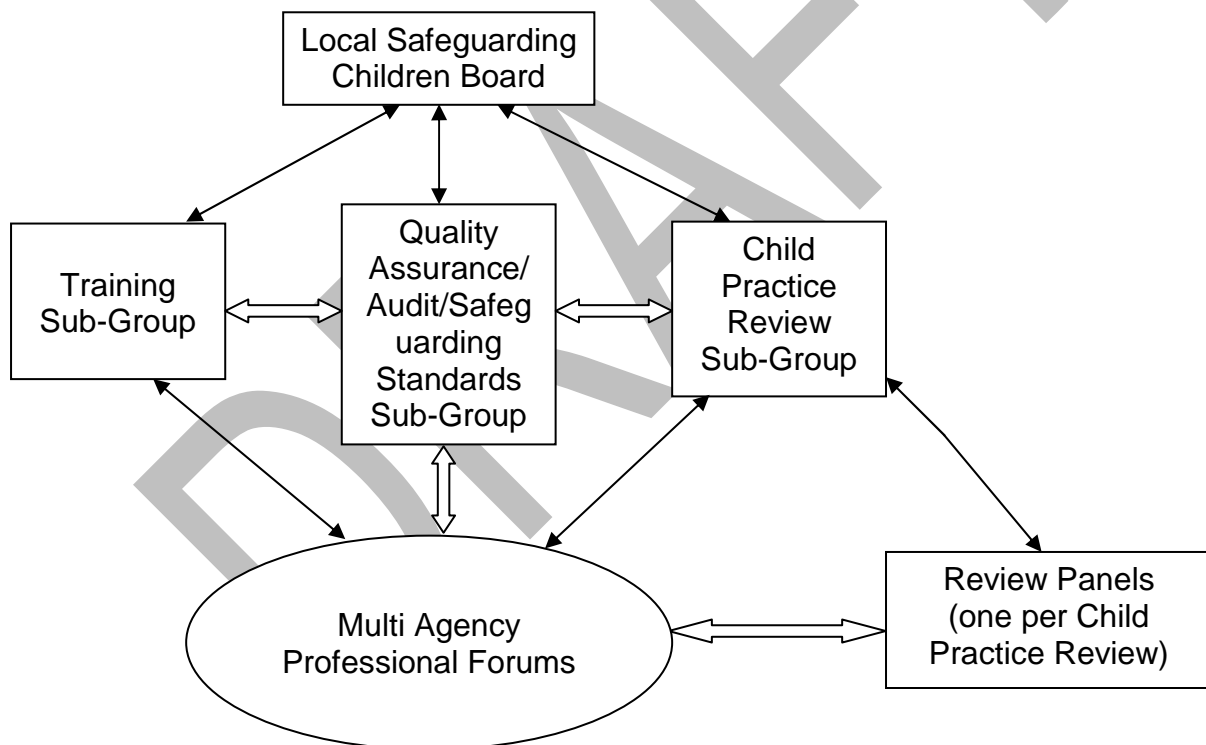 Local Safeguarding
Children Board
Training
Sub-Group
Quality
Assurance/
Audit/Safeg
uarding
Standards
Sub-Group
Child
Practice
Review
Sub-Group
Multi Agency
Professional Forums
Review Panels
(one per Child
Practice Review)
DRAFT